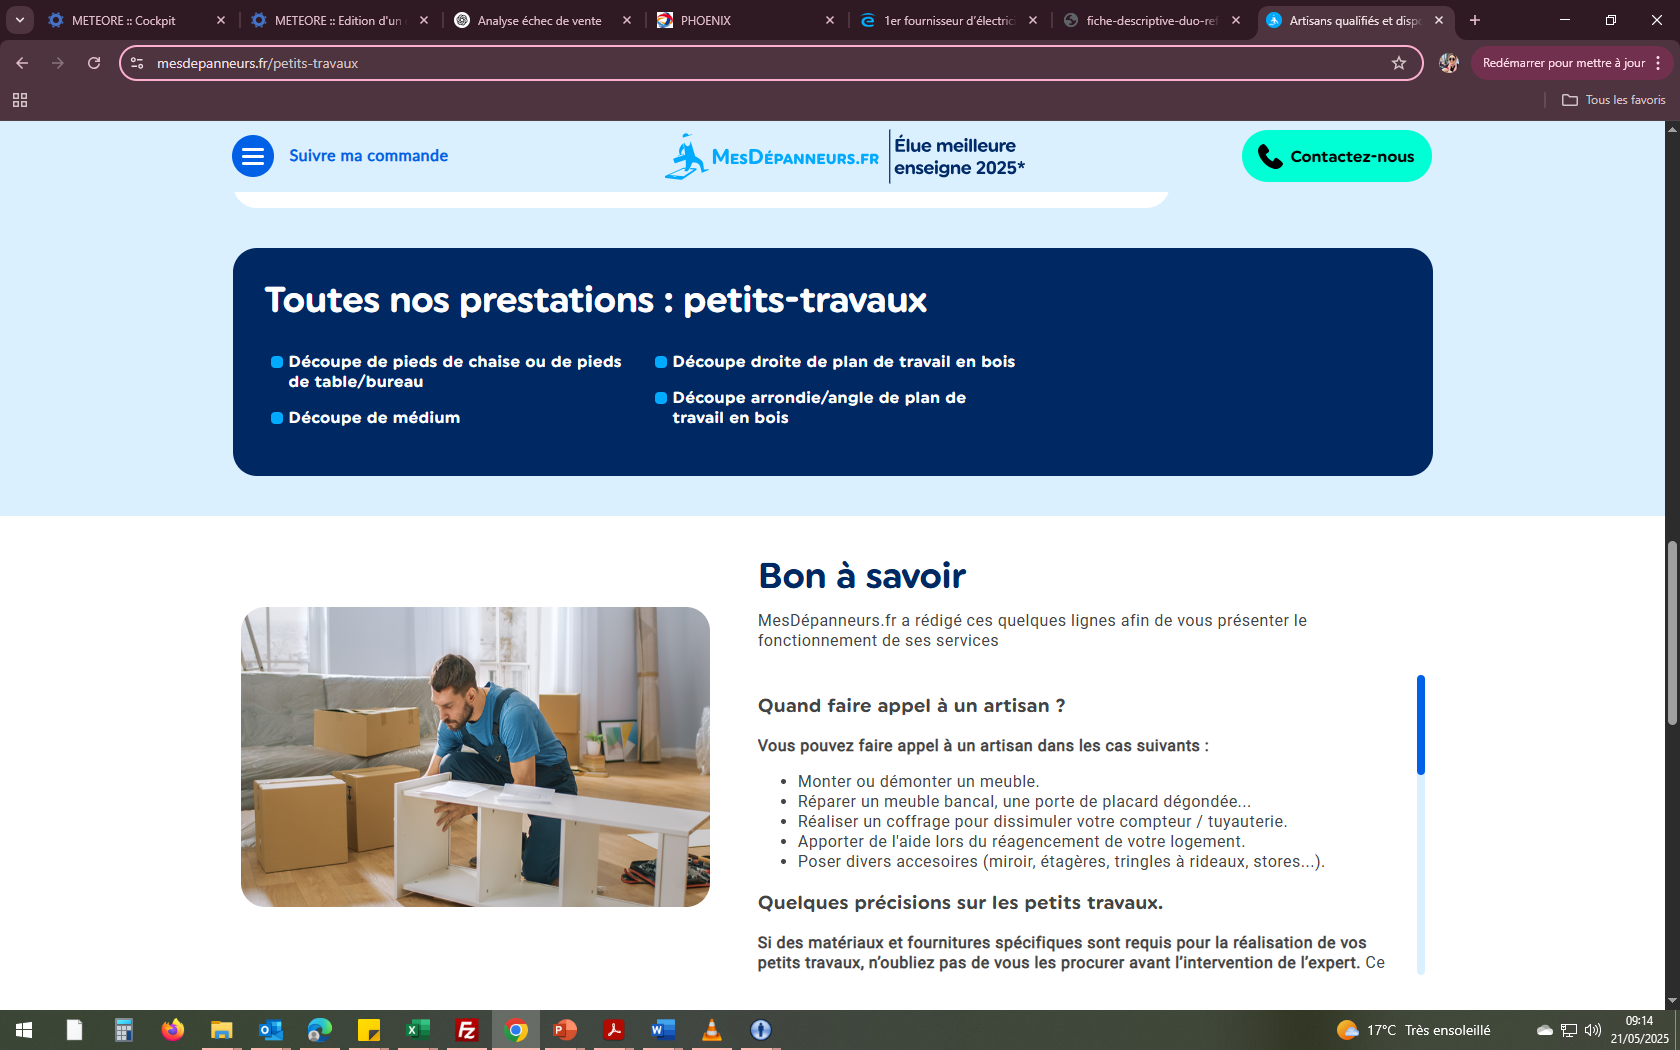 METEORE :: Cockpit
METEORE :: Edition d'un
Analyse échec de vente
PHOENIX
1er fournisseur d'électrici
fiche-descriptive-duo-ref
Artisans qualifiés et dispo
mesdepanneurs.fr/petits-travaux
Redémarrer pour mettre à jour
Tous les favoris
Suivre ma commande
MESDÉPANNEURS.FR
Élue meilleure
enseigne 2025*
Contactez-nous
Toutes nos prestations : petits-travaux
Découpe de pieds de chaise ou de pieds
de table/bureau
Découpe de médium
Découpe droite de plan de travail en bois
Découpe arrondie/angle de plan de
travail en bois
Bon à savoir
MesDépanneurs.fr a rédigé ces quelques lignes afin de vous présenter le
fonctionnement de ses services
Quand faire appel à un artisan ?
Vous pouvez faire appel à un artisan dans les cas suivants :
• Monter ou démonter un meuble.
• Réparer un meuble bancal, une porte de placard dégondée...
• Réaliser un coffrage pour dissimuler votre compteur / tuyauterie.
• Apporter de l'aide lors du réagencement de votre logement.
• Poser divers accesoires (miroir, étagères, tringles à rideaux, stores...).
Quelques précisions sur les petits travaux.
Si des matériaux et fournitures spécifiques sont requis pour la réalisation de vos
petits travaux, n'oubliez pas de vous les procurer avant l'intervention de l'expert. Ce
17°C Très ensoleillé
09:14
21/05/2025